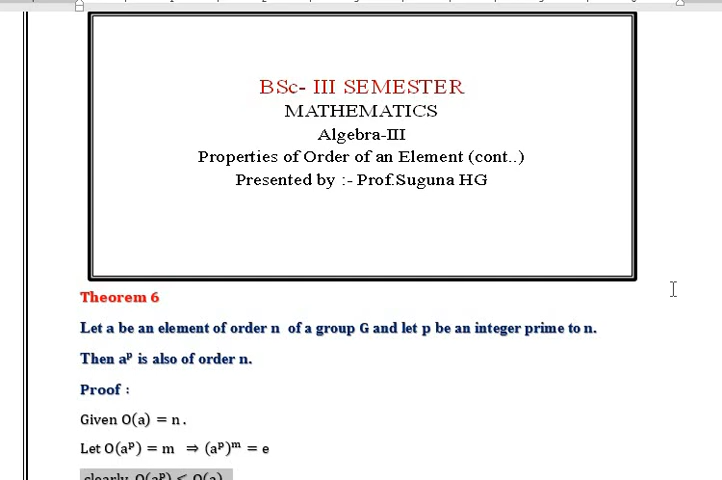 BSc- III SEMESTER
MATHEMATICS
Algebra-III
Properties of Order of an Element (cont..)
Presented by :- Prof.Suguna HG
Theorem 6
Let a be an element of order n of a group G and let p be an integer prime to n.
Then aᵖ is also of order n.
Proof :
Given O(a) = n.
Let O(aᵖ) = m ⇒ (aᵖ)ᵐ = e
clearly O(aᵖ) ≤ O(a)